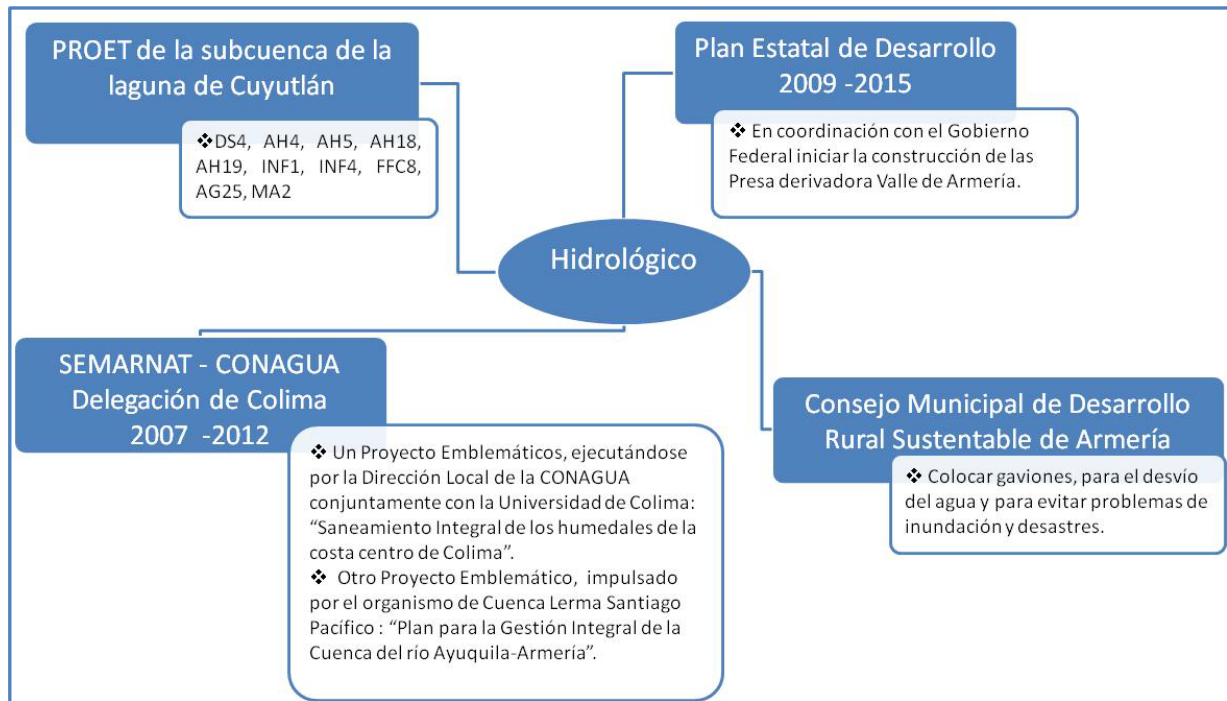 PROET de la subcuenca de la
laguna de Cuyutlán
❖DS4, AH4, AH5, AH18,
AH19, INF1, INF4, FFC8,
AG25, MA2
Plan Estatal de Desarrollo
2009 -2015
❖ En coordinación con el Gobierno
Federal iniciar la construcción de las
Presa derivadora Valle de Armería.
Hidrológico
SEMARNAT - CONAGUA
Delegación de Colima
2007 -2012
❖ Un Proyecto Emblemáticos, ejecutándose
por la Dirección Local de la CONAGUA
conjuntamente con la Universidad de Colima:
“Saneamiento Integral de los humedales de la
costa centro de Colima”.
❖ Otro Proyecto Emblemático, impulsado
por el organismo de Cuenca Lerma Santiago
Pacífico : “Plan para la Gestión Integral de la
Cuenca del río Ayuquila-Armería”.
Consejo Municipal de Desarrollo
Rural Sustentable de Armería
❖ Colocar gaviones, para el desvío
del agua y para evitar problemas de
inundación y desastres.